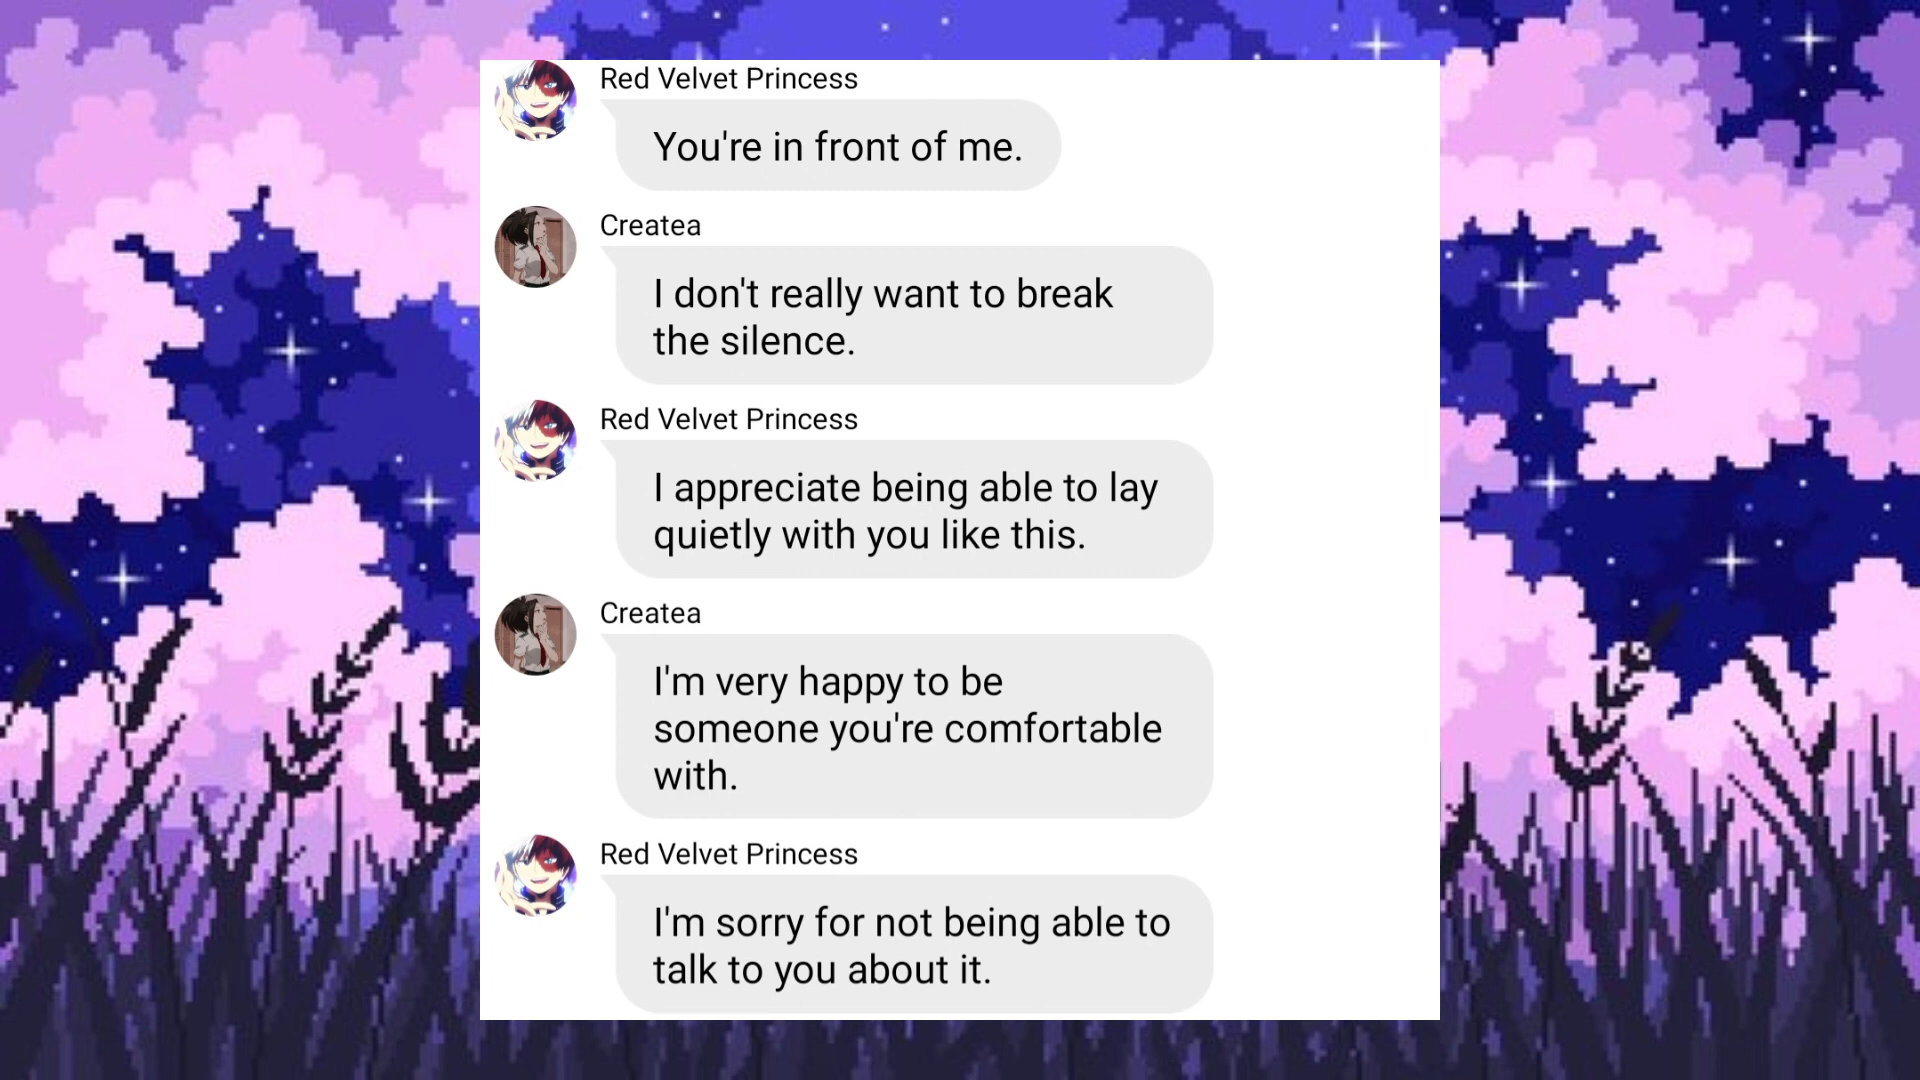 Red Velvet Princess
You're in front of me.
Createa
I don't really want to break
the silence.
Red Velvet Princess
I appreciate being able to lay
quietly with you like this.
Createa
I'm very happy to be
someone you're comfortable
with.
Red Velvet Princess
I'm sorry for not being able to
talk to you about it.